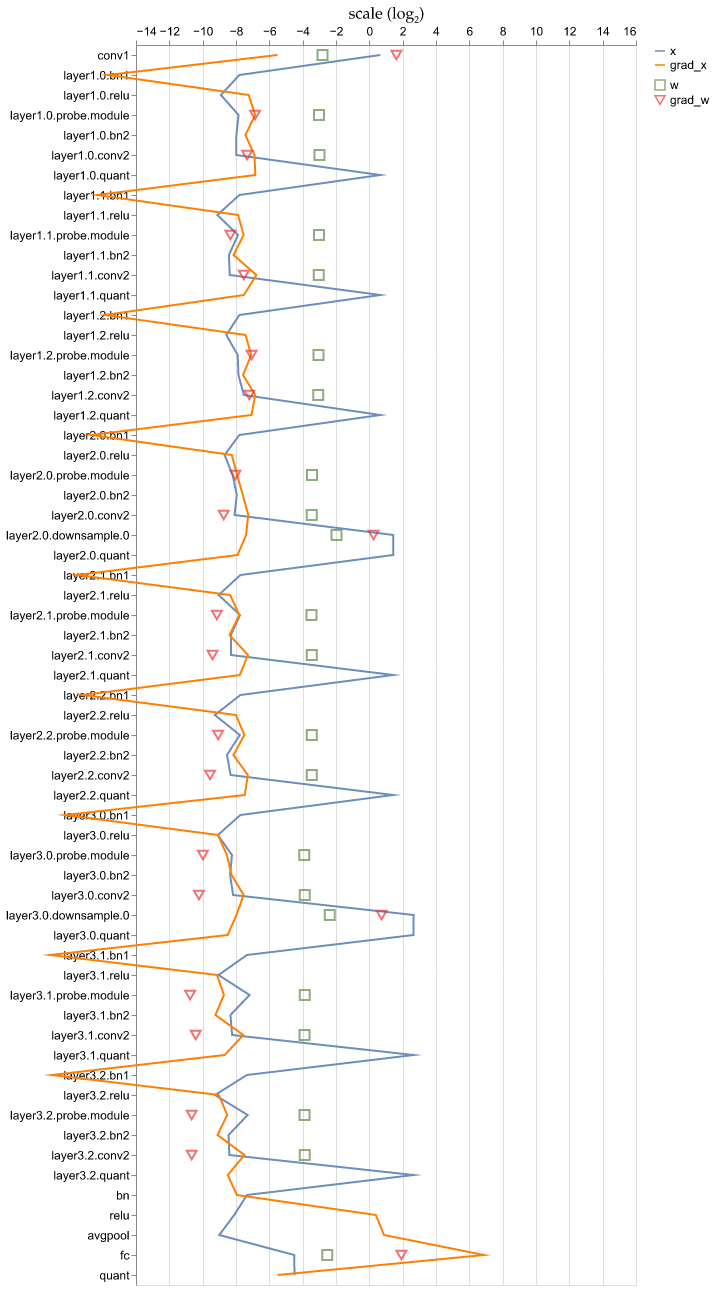 scale (log₂)
−14 −12 −10 −8 −6 −4 −2 0 2 4 6 8 10 12 14 16
x
grad_x
w
grad_w
conv1
layer1.0.bn1
layer1.0.relu
layer1.0.probe.module
layer1.0.bn2
layer1.0.conv2
layer1.0.quant
layer1.1.bn1
layer1.1.relu
layer1.1.probe.module
layer1.1.bn2
layer1.1.conv2
layer1.1.quant
layer1.2.bn1
layer1.2.relu
layer1.2.probe.module
layer1.2.bn2
layer1.2.conv2
layer1.2.quant
layer2.0.bn1
layer2.0.relu
layer2.0.probe.module
layer2.0.bn2
layer2.0.conv2
layer2.0.downsample.0
layer2.0.quant
layer2.1.bn1
layer2.1.relu
layer2.1.probe.module
layer2.1.bn2
layer2.1.conv2
layer2.1.quant
layer2.2.bn1
layer2.2.relu
layer2.2.probe.module
layer2.2.bn2
layer2.2.conv2
layer2.2.quant
layer3.0.bn1
layer3.0.relu
layer3.0.probe.module
layer3.0.bn2
layer3.0.conv2
layer3.0.downsample.0
layer3.0.quant
layer3.1.bn1
layer3.1.relu
layer3.1.probe.module
layer3.1.bn2
layer3.1.conv2
layer3.1.quant
layer3.2.bn1
layer3.2.relu
layer3.2.probe.module
layer3.2.bn2
layer3.2.conv2
layer3.2.quant
bn
relu
avgpool
fc
quant